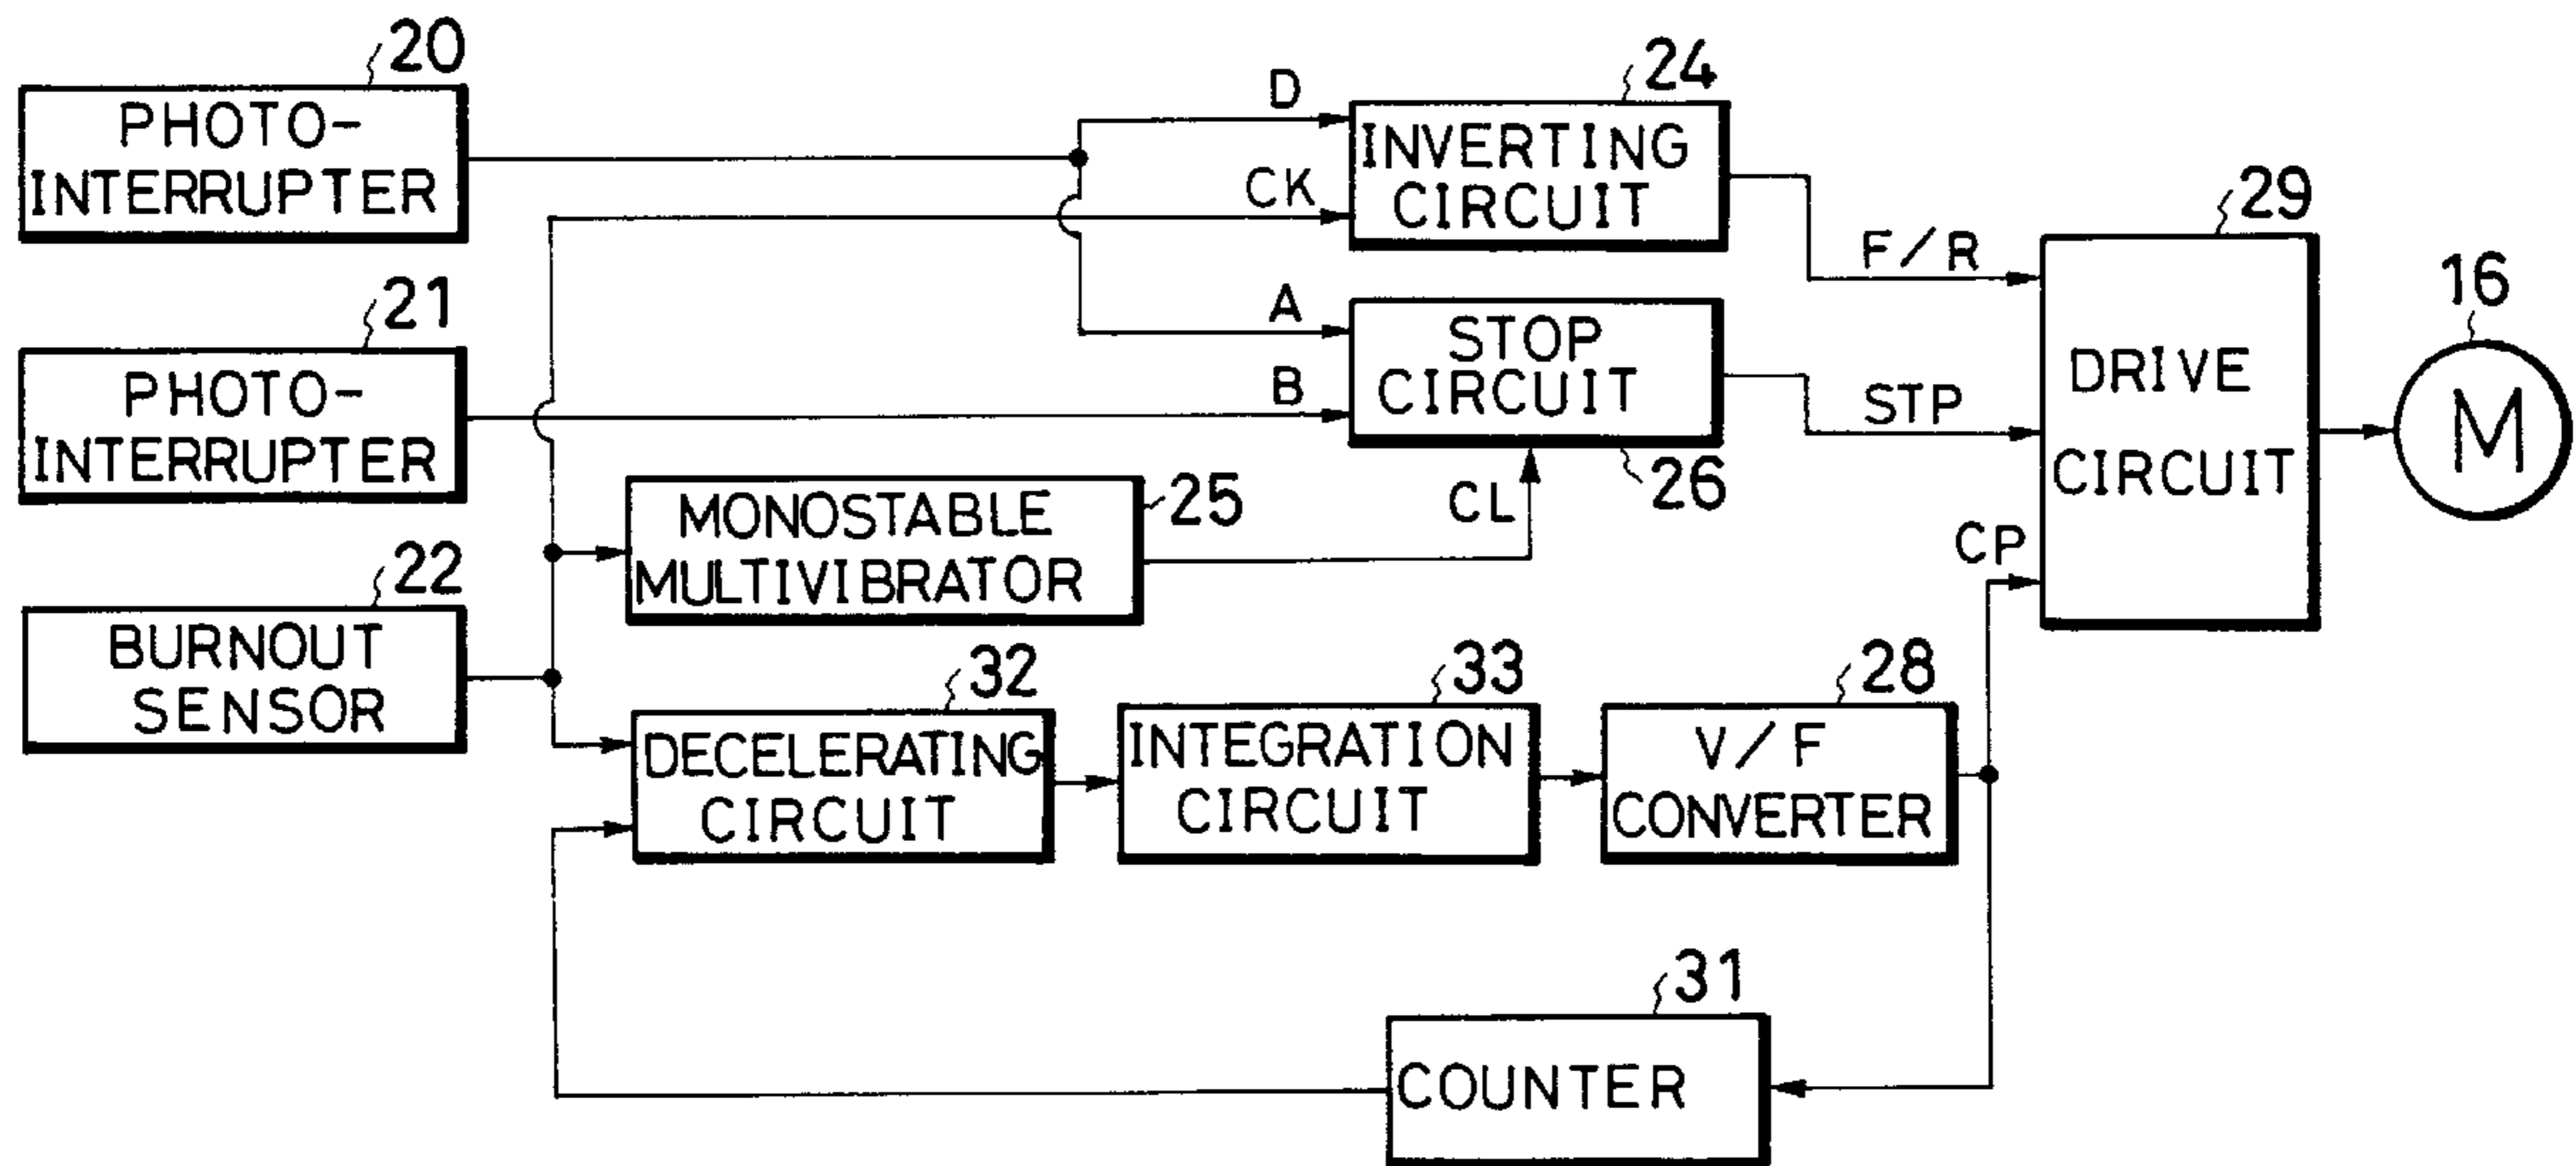 20
PHOTO-
INTERRUPTER
D
24
INVERTING
CIRCUIT
CK
F/R
29
DRIVE
CIRCUIT
16
M
21
PHOTO-
INTERRUPTER
A
B
STOP
CIRCUIT
26
STP
CL
CP
25
MONOSTABLE
MULTIVIBRATOR
22
BURNOUT
SENSOR
32
DECELERATING
CIRCUIT
33
INTEGRATION
CIRCUIT
28
V/F
CONVERTER
31
COUNTER